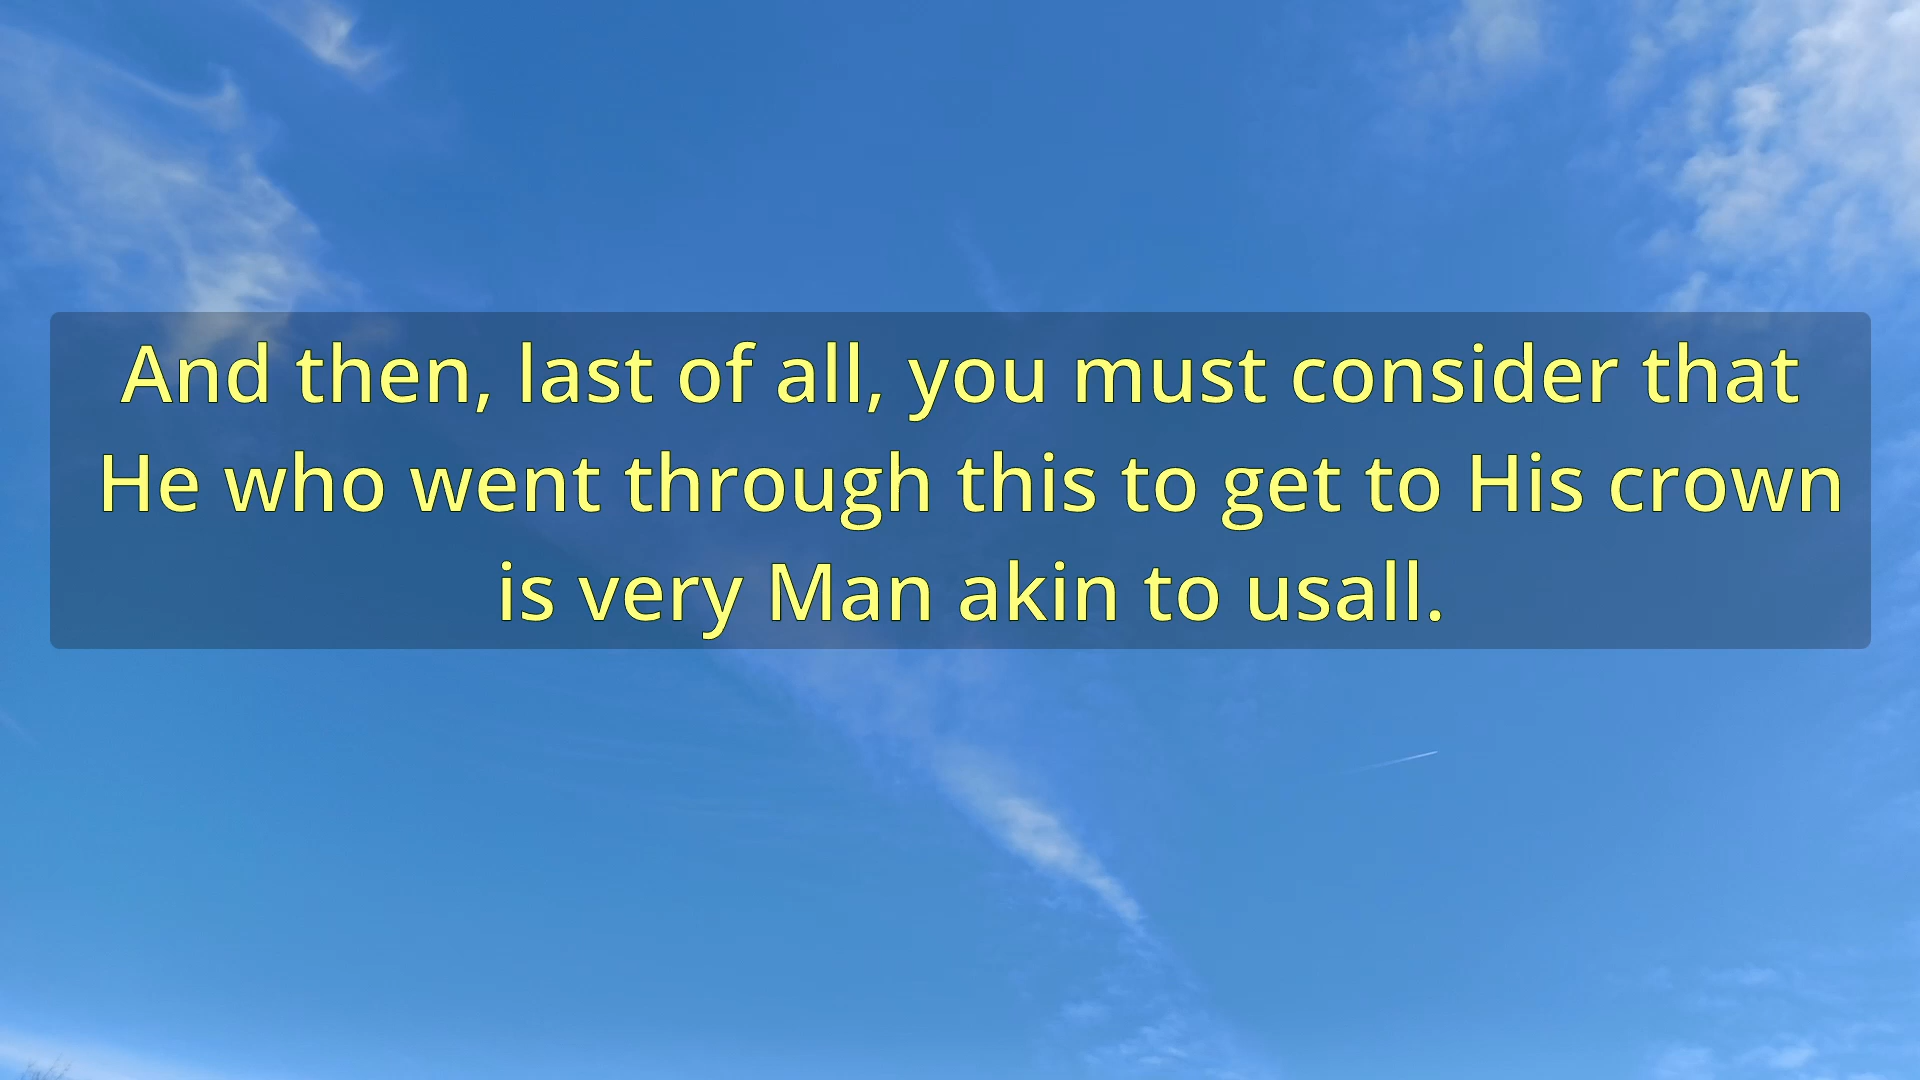 And then, last of all, you must consider that
He who went through this to get to His crown
is very Man akin to usall.